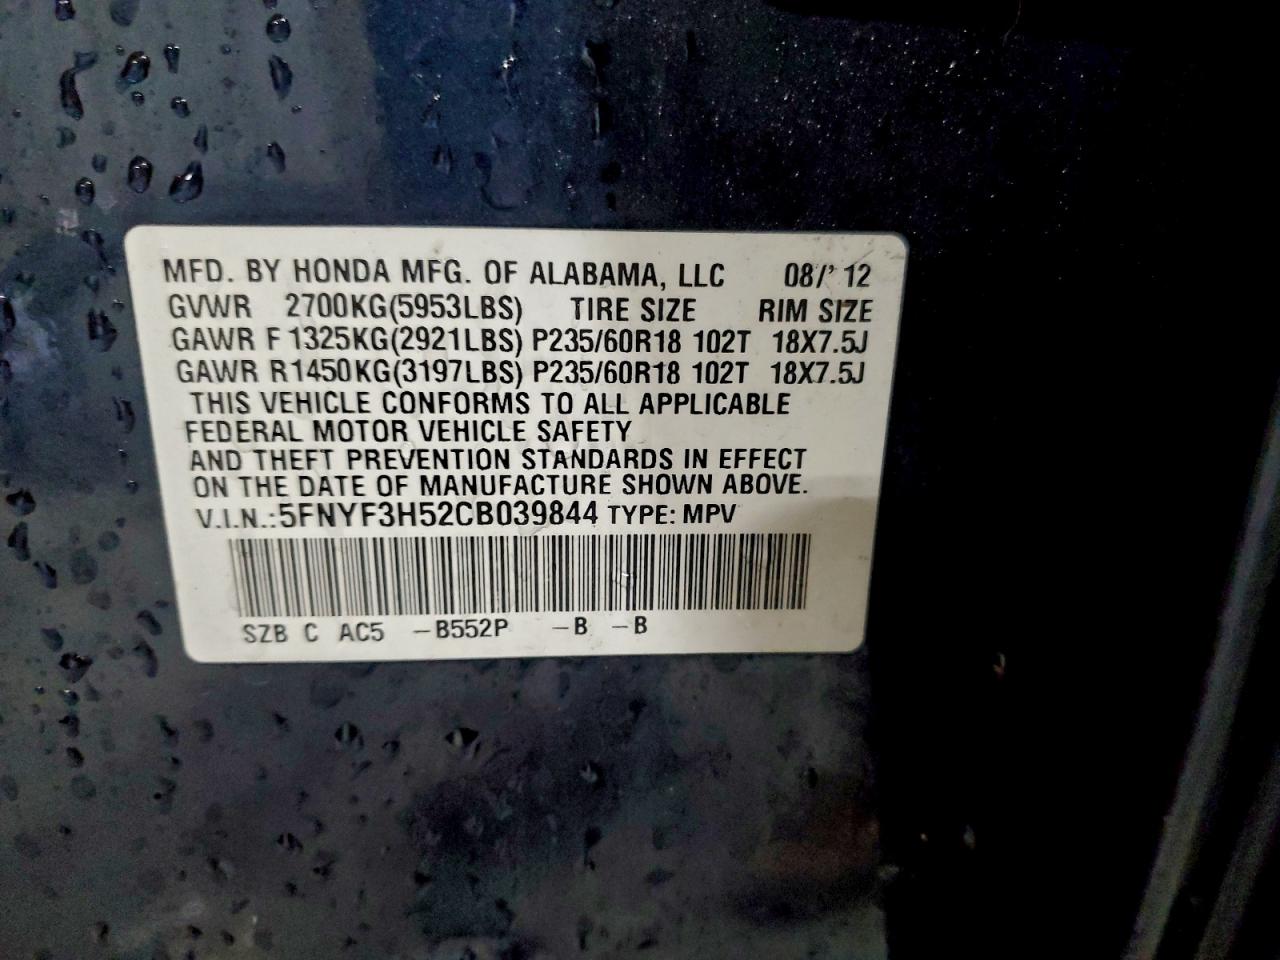 MFD. BY HONDA MFG. OF ALABAMA, LLC 08/' 12
GVWR 2700KG(5953LBS) TIRE SIZE RIM SIZE
GAWR F 1325KG(2921LBS) P235/60R18 102T 18X7.5J
GAWR R1450KG(3197LBS) P235/60R18 102T 18X7.5J
THIS VEHICLE CONFORMS TO ALL APPLICABLE
FEDERAL MOTOR VEHICLE SAFETY
AND THEFT PREVENTION STANDARDS IN EFFECT
ON THE DATE OF MANUFACTURE SHOWN ABOVE.
V.I.N.:5FNYF3H52CB039844 TYPE: MPV
SZB C AC5 -B552P -B -B